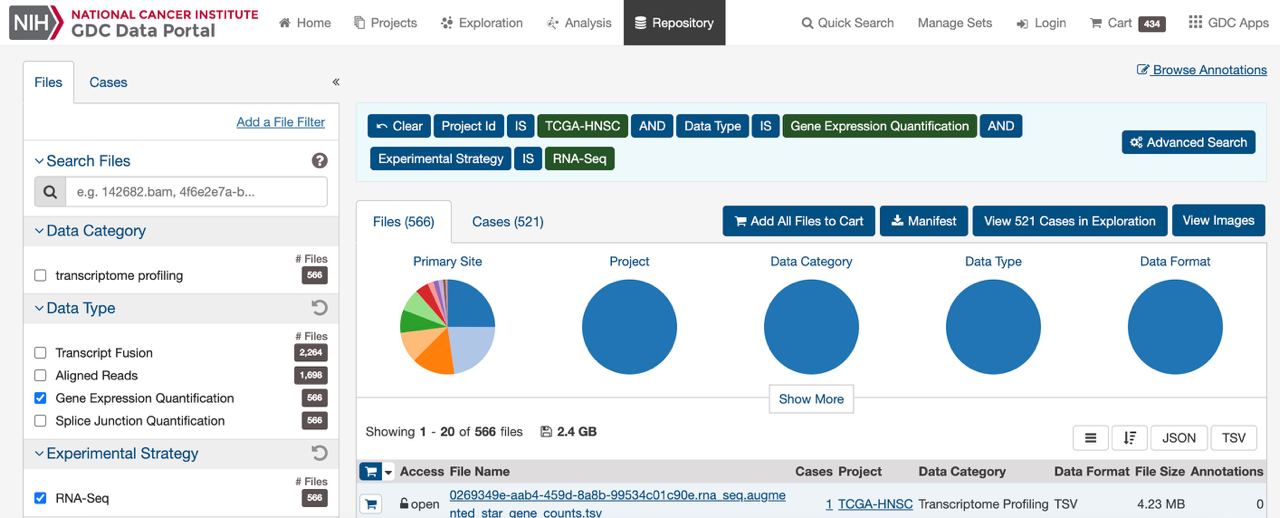 NIH NATIONAL CANCER INSTITUTE
GDC Data Portal
Home Projects Exploration Analysis Repository Quick Search Manage Sets Login Cart 434 GDC Apps
Files Cases «
Browse Annotations
Add a File Filter
Clear Project Id IS TCGA-HNSC AND Data Type IS Gene Expression Quantification AND
Experimental Strategy IS RNA-Seq
Advanced Search
Search Files ?
e.g. 142682.bam, 4f6e2e7a-b...
Data Category
# Files
transcriptome profiling 566
Data Type
# Files
Transcript Fusion 2,264
Aligned Reads 1,698
Gene Expression Quantification 566
Splice Junction Quantification 566
Experimental Strategy
# Files
RNA-Seq 566
Files (566) Cases (521) Add All Files to Cart Manifest View 521 Cases in Exploration View Images
Primary Site Project Data Category Data Type Data Format
Show More
Showing 1 - 20 of 566 files 2.4 GB
JSON TSV
Access File Name Cases Project Data Category Data Format File Size Annotations
open 0269349e-aab4-459d-8a8b-99534c01c90e.rna_seq.augme
nted_star_gene_counts.tsv 1 TCGA-HNSC Transcriptome Profiling TSV 4.23 MB 0